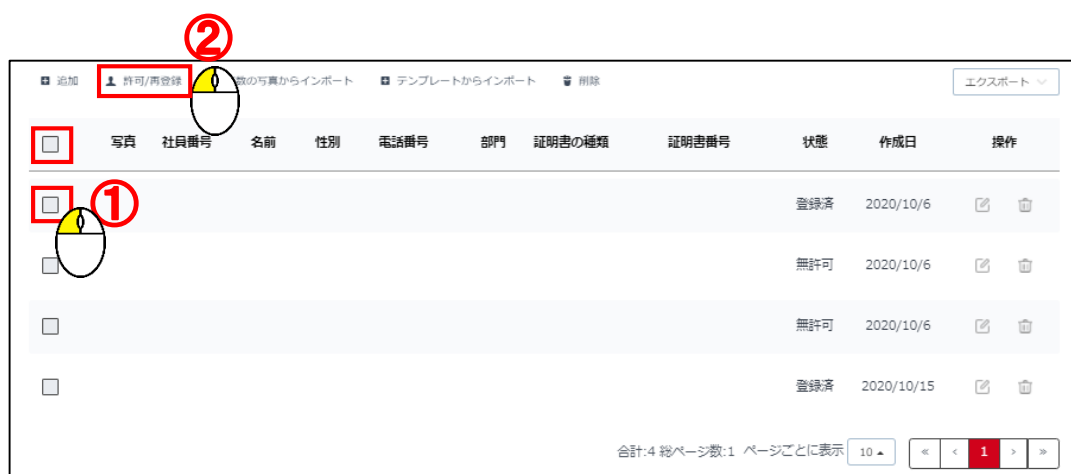 ②
追加 許可/再登録 数の写真からインポート テンプレートからインポート 削除 エクスポート
写真 社員番号 名前 性別 電話番号 部門 証明書の種類 証明書番号 状態 作成日 操作
①
登録済 2020/10/6
無許可 2020/10/6
無許可 2020/10/6
登録済 2020/10/15
合計:4 総ページ数:1 ページごとに表示 10 « < 1 > »